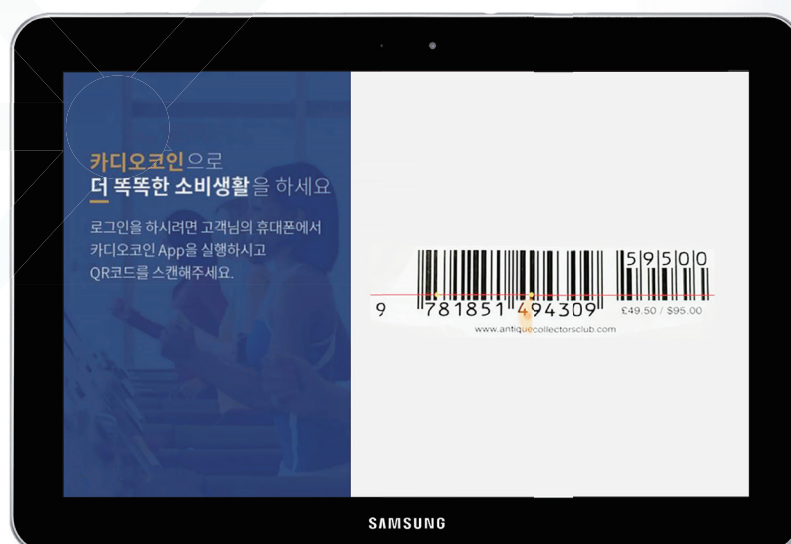 카디오코인으로
더 똑똑한 소비생활을 하세요
로그인을 하시려면 고객님의 휴대폰에서
카디오코인 App을 실행하시고
QR코드를 스캔해주세요.
59500
9 781851 494309
£49.50 / $95.00
www.antiquecollectorsclub.com
SAMSUNG